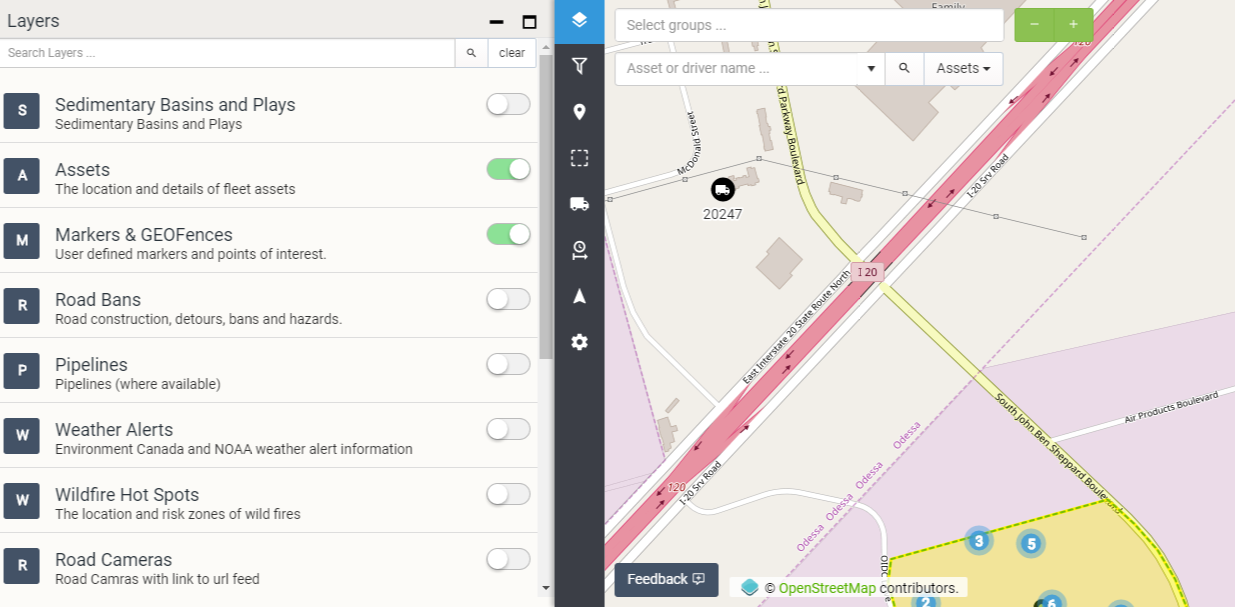 Layers
Search Layers ...
clear
S
Sedimentary Basins and Plays
Sedimentary Basins and Plays
A
Assets
The location and details of fleet assets
M
Markers & GEOFences
User defined markers and points of interest.
R
Road Bans
Road construction, detours, bans and hazards.
P
Pipelines
Pipelines (where available)
W
Weather Alerts
Environment Canada and NOAA weather alert information
W
Wildfire Hot Spots
The location and risk zones of wild fires
R
Road Cameras
Road Camras with link to url feed
Family
Select groups ...
−
+
Asset or driver name ...
Assets
McDonald Street
rd Parkway Boulevard
I-20 Srv Road
20247
I 20
East Interstate 20 State Route North
South John Ben Sheppard Boulevard
Air Products Boulevard
Odessa
Odessa
Odessa
Odessa
I-20 Srv Road
3
5
2
6
Feedback
© OpenStreetMap contributors.